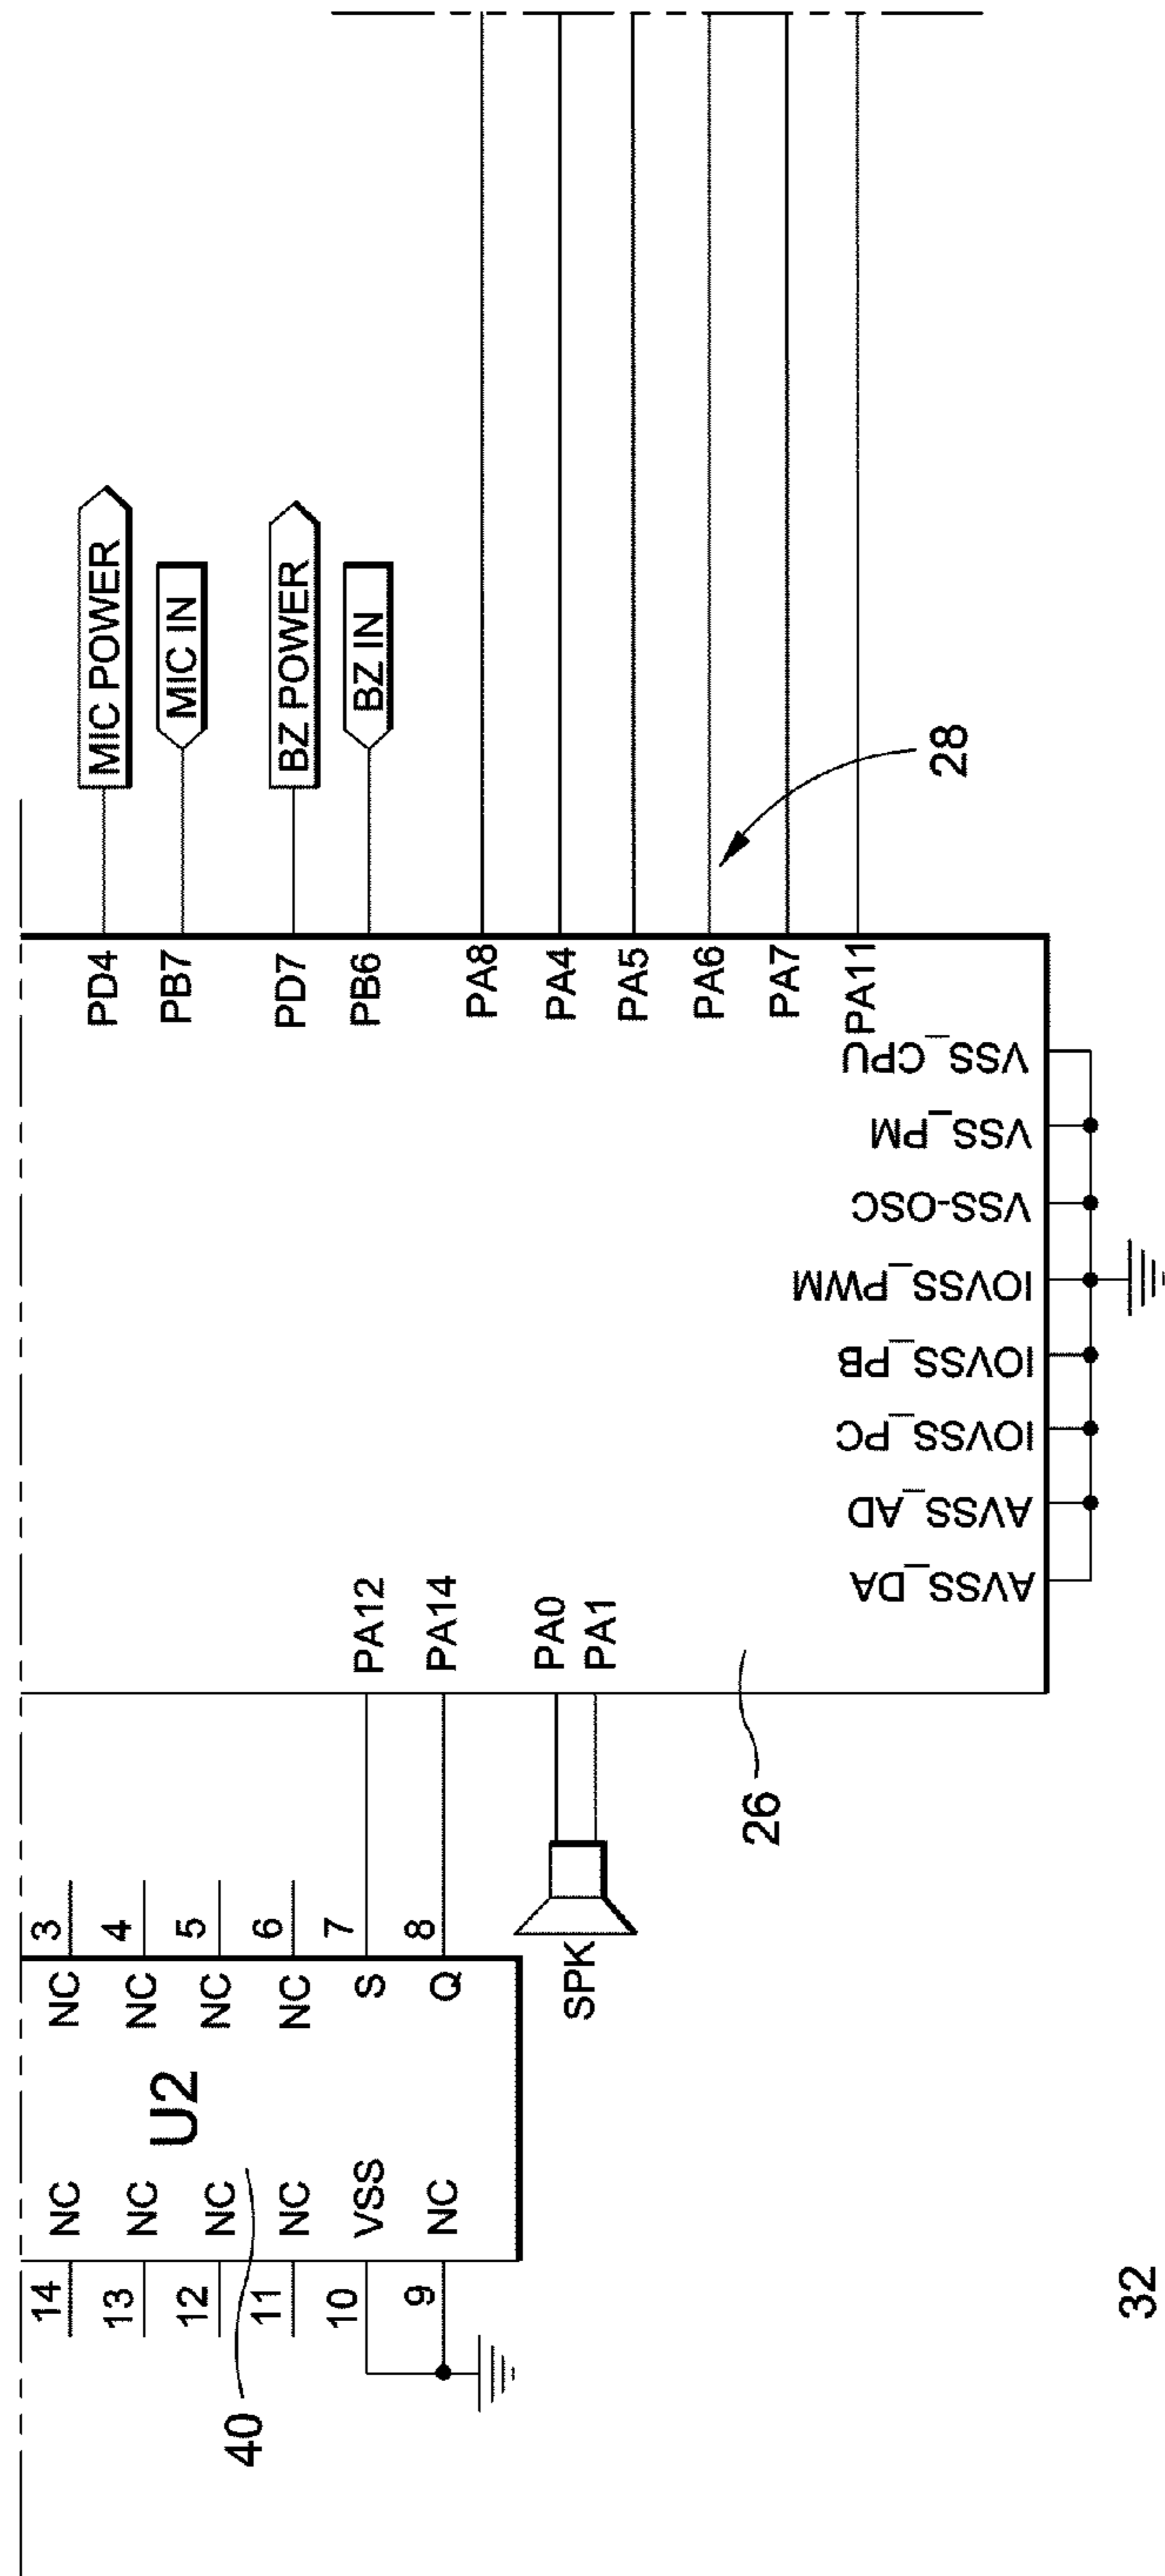 14
NC
NC
3
13
NC
NC
4
12
NC
NC
5
11
NC
NC
6
10
VSS
S
7
9
NC
Q
8
U2
40
SPK
PA12
PA14
PA0
PA1
26
PD4
MIC POWER
PB7
MIC IN
PD7
BZ POWER
PB6
BZ IN
PA8
PA4
PA5
PA6
PA7
PA11
28
AVSS_DA
AVSS_AD
IOVSS_PC
IOVSS_PB
IOVSS_PWM
VSS-OSC
VSS_PM
VSS_CPU
32